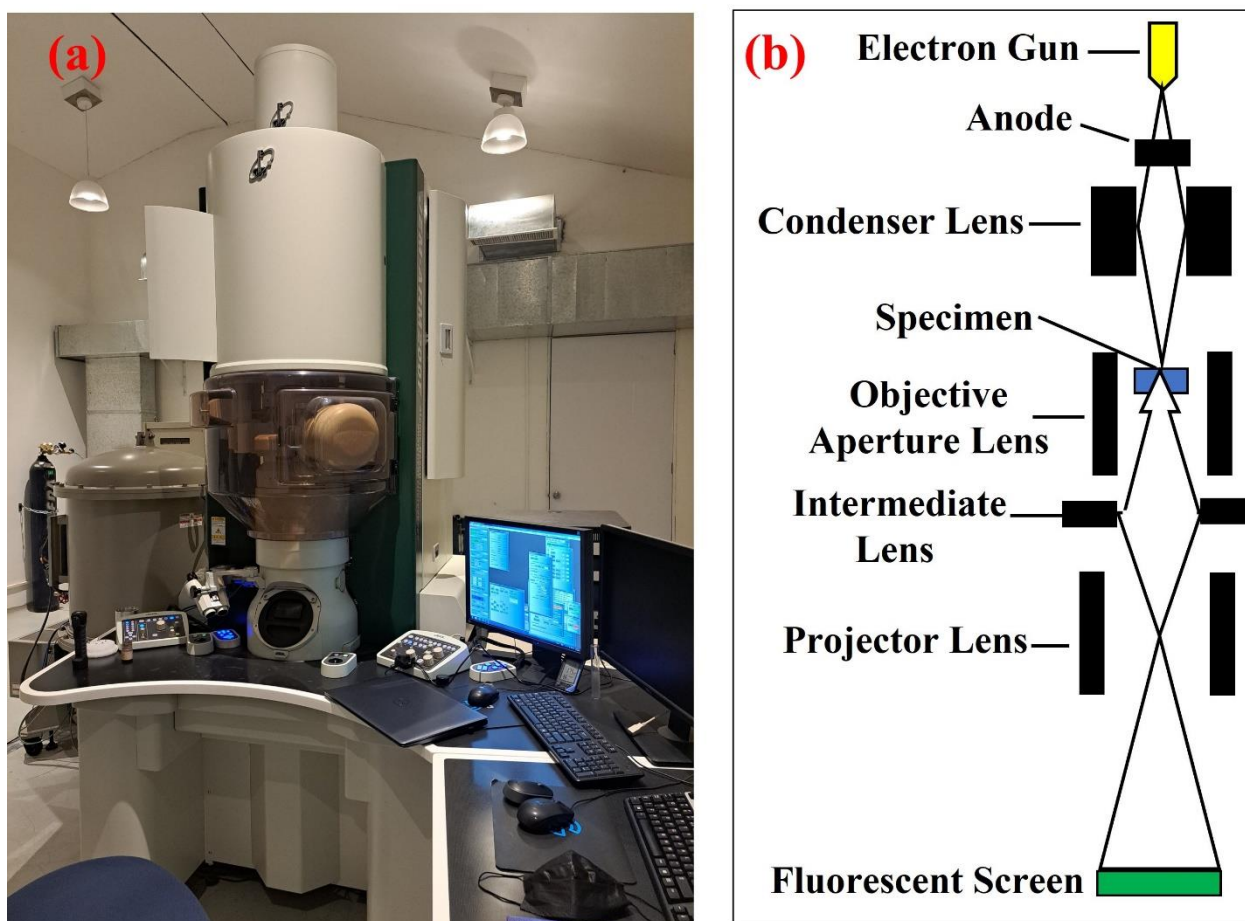 (a)
(b)
Electron Gun
Anode
Condenser Lens
Specimen
Objective
Aperture Lens
Intermediate
Lens
Projector Lens
Fluorescent Screen